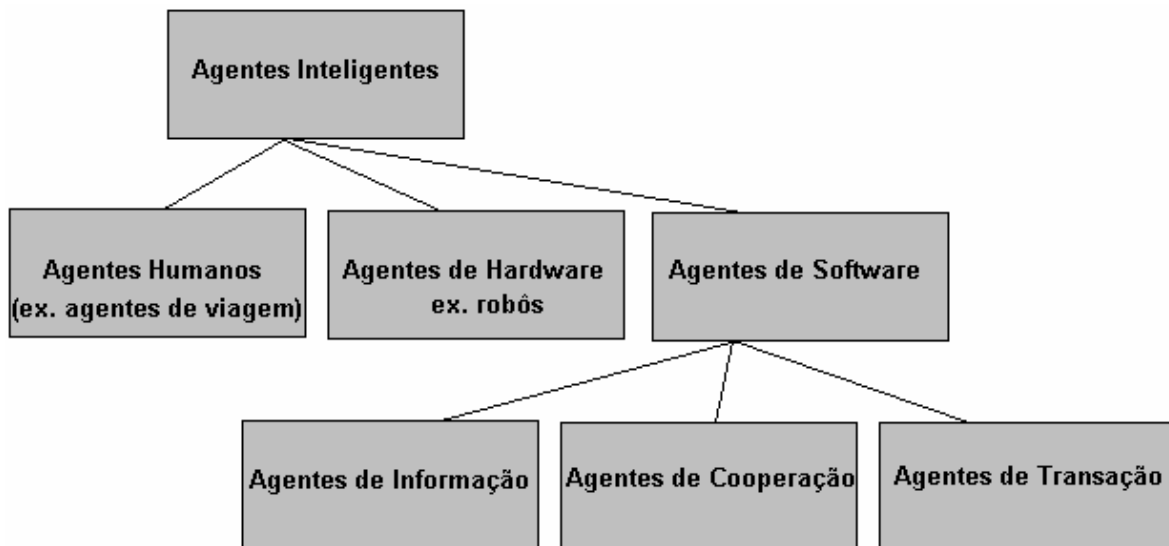 Agentes Inteligentes
Agentes Humanos
(ex. agentes de viagem)
Agentes de Hardware
ex. robôs
Agentes de Software
Agentes de Informação
Agentes de Cooperação
Agentes de Transação